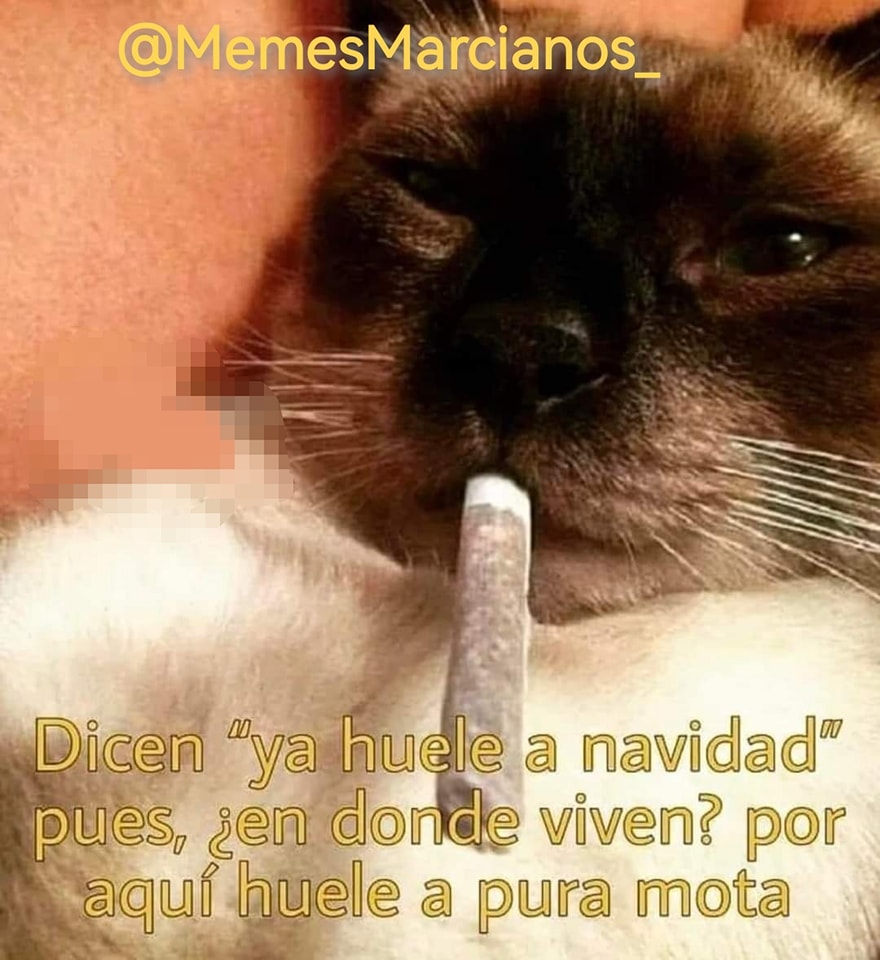 @MemesMarcianos_
Dicen “ya huele a navidad”
pues, ¿en donde viven? por
aquí huele a pura mota